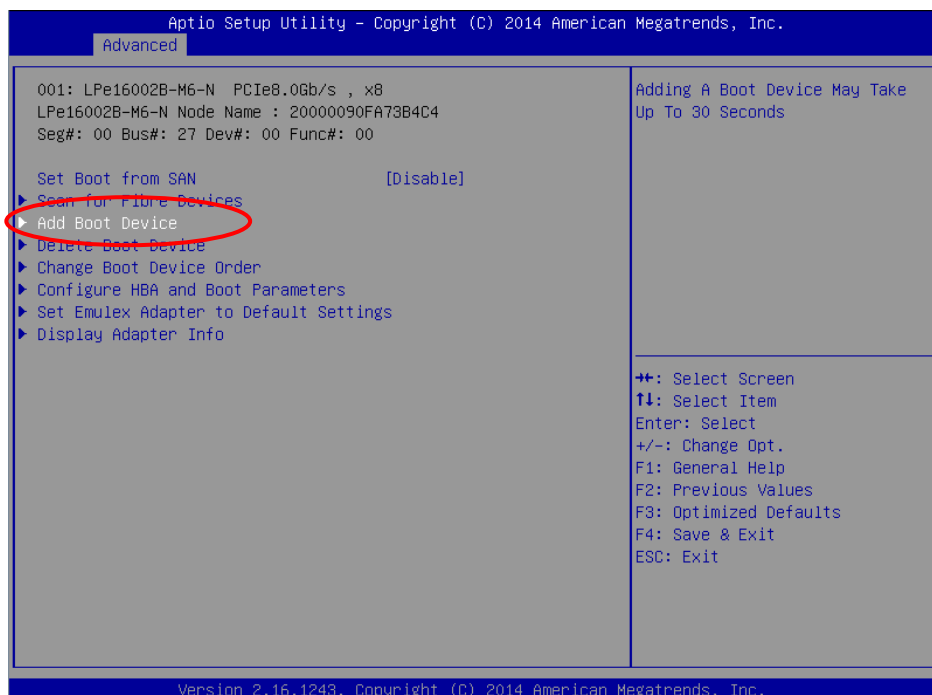 Aptio Setup Utility – Copyright (C) 2014 American Megatrends, Inc.
Advanced
001: LPe16002B-M6-N PCIe8.0Gb/s , x8
LPe16002B-M6-N Node Name : 20000090FA73B4C4
Seg#: 00 Bus#: 27 Dev#: 00 Func#: 00
Set Boot from SAN [Disable]
Scan for Fibre Devices
Add Boot Device
Delete Boot Device
Change Boot Device Order
Configure HBA and Boot Parameters
Set Emulex Adapter to Default Settings
Display Adapter Info
Adding A Boot Device May Take
Up To 30 Seconds
→←: Select Screen
↑↓: Select Item
Enter: Select
+/-: Change Opt.
F1: General Help
F2: Previous Values
F3: Optimized Defaults
F4: Save & Exit
ESC: Exit
Version 2.16.1243. Copyright (C) 2014 American Megatrends, Inc.